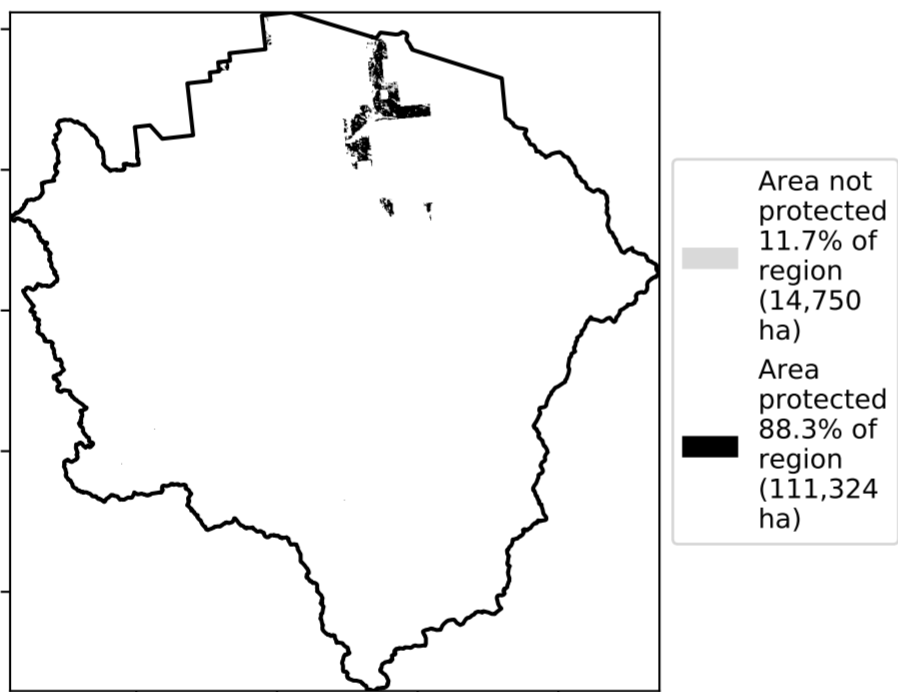 Area not
protected
11.7% of
region
(14,750
ha)
Area
protected
88.3% of
region
(111,324
ha)